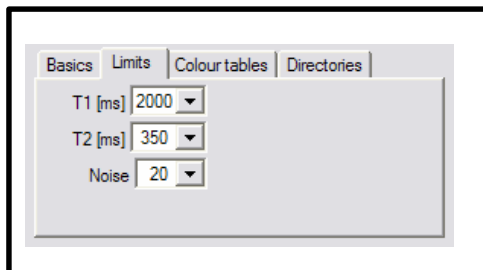 Basics Limits Colour tables Directories
T1 [ms] 2000
T2 [ms] 350
Noise 20